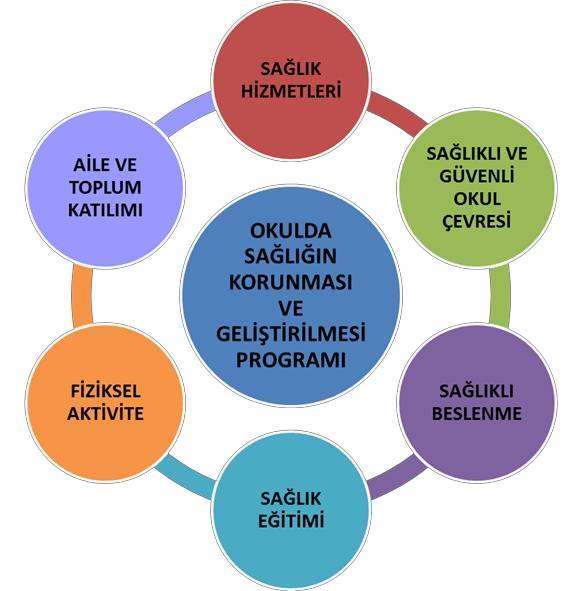 SAĞLIK
HİZMETLERİ
SAĞLIKLI VE
GÜVENLİ
OKUL
ÇEVRESİ
SAĞLIKLI
BESLENME
SAĞLIK
EĞİTİMİ
FİZİKSEL
AKTİVİTE
AİLE VE
TOPLUM
KATILIMI
OKULDA
SAĞLIĞIN
KORUNMASI
VE
GELİŞTİRİLMESİ
PROGRAMI